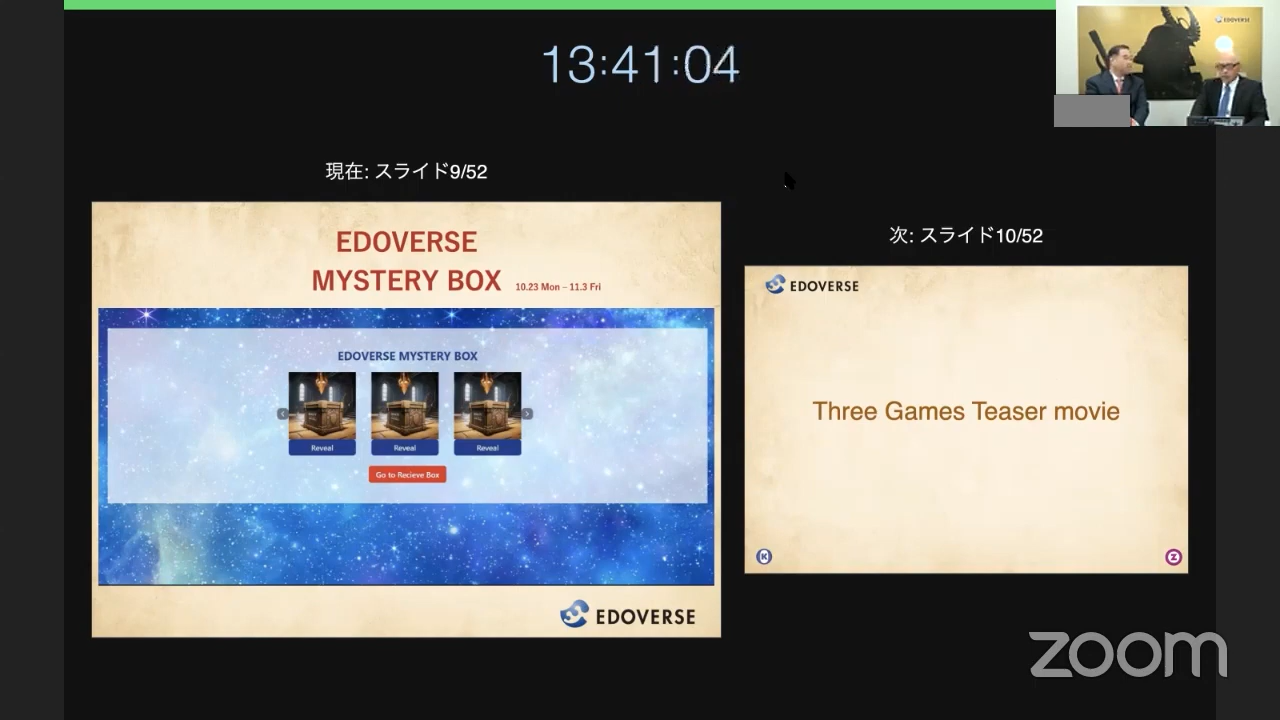 13:41:04
EDOVERSE
現在: スライド9/52
EDOVERSE
MYSTERY BOX 10.23 Mon – 11.3 Fri
EDOVERSE MYSTERY BOX
Reveal Reveal Reveal
Go to Recieve Box
EDOVERSE
次: スライド10/52
EDOVERSE
Three Games Teaser movie
K
Z
zoom